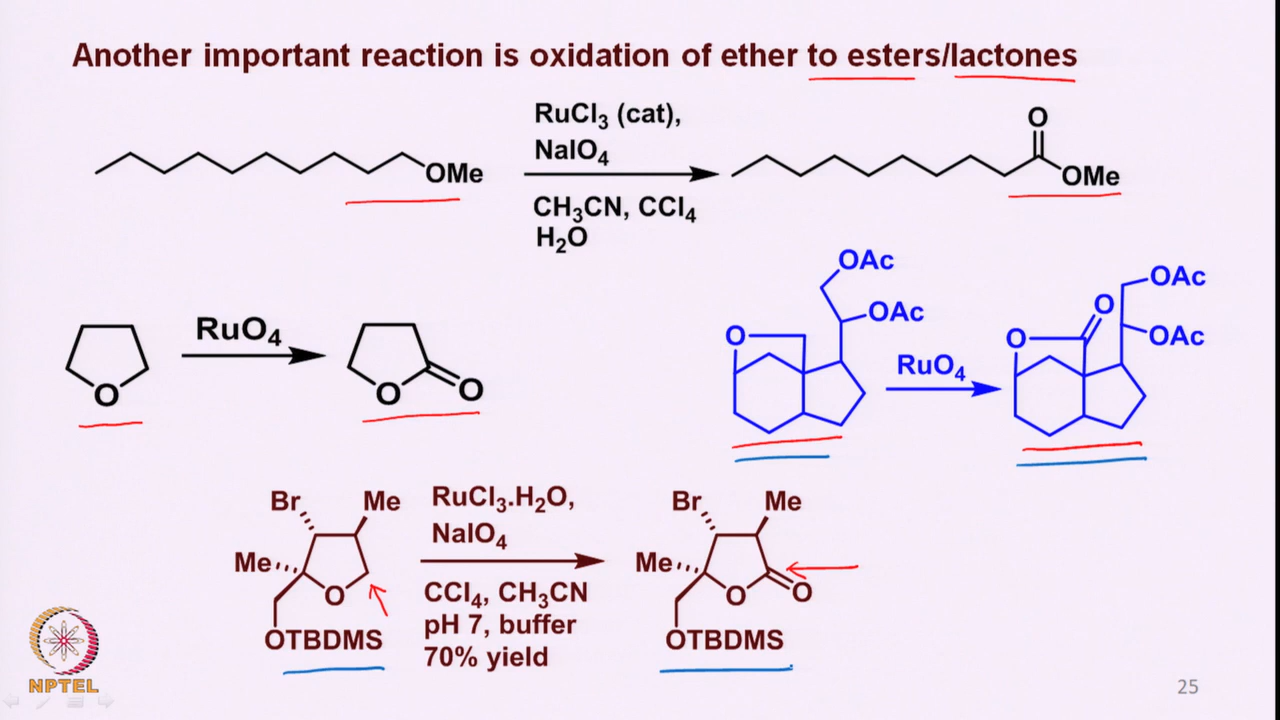 Another important reaction is oxidation of ether to esters/lactones
RuCl3 (cat),
NaIO4
OMe
CH3CN, CCl4
H2O
O
OMe
RuO4
O
O
O
OAc
OAc
O
RuO4
O
O
OAc
OAc
Br
Me
Me
O
OTBDMS
RuCl3.H2O,
NaIO4
CCl4, CH3CN
pH 7, buffer
70% yield
Br
Me
Me
O
O
OTBDMS
NPTEL
25